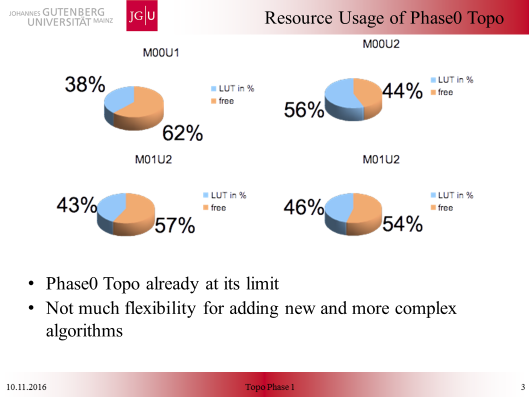 JOHANNES GUTENBERG
UNIVERSITÄT MAINZ
JG|U
Resource Usage of Phase0 Topo
M00U1
38%
62%
LUT in %
free
M00U2
56%
44%
LUT in %
free
M01U2
43%
57%
LUT in %
free
M01U2
46%
54%
LUT in %
free
• Phase0 Topo already at its limit
• Not much flexibility for adding new and more complex
algorithms
10.11.2016
Topo Phase 1
3